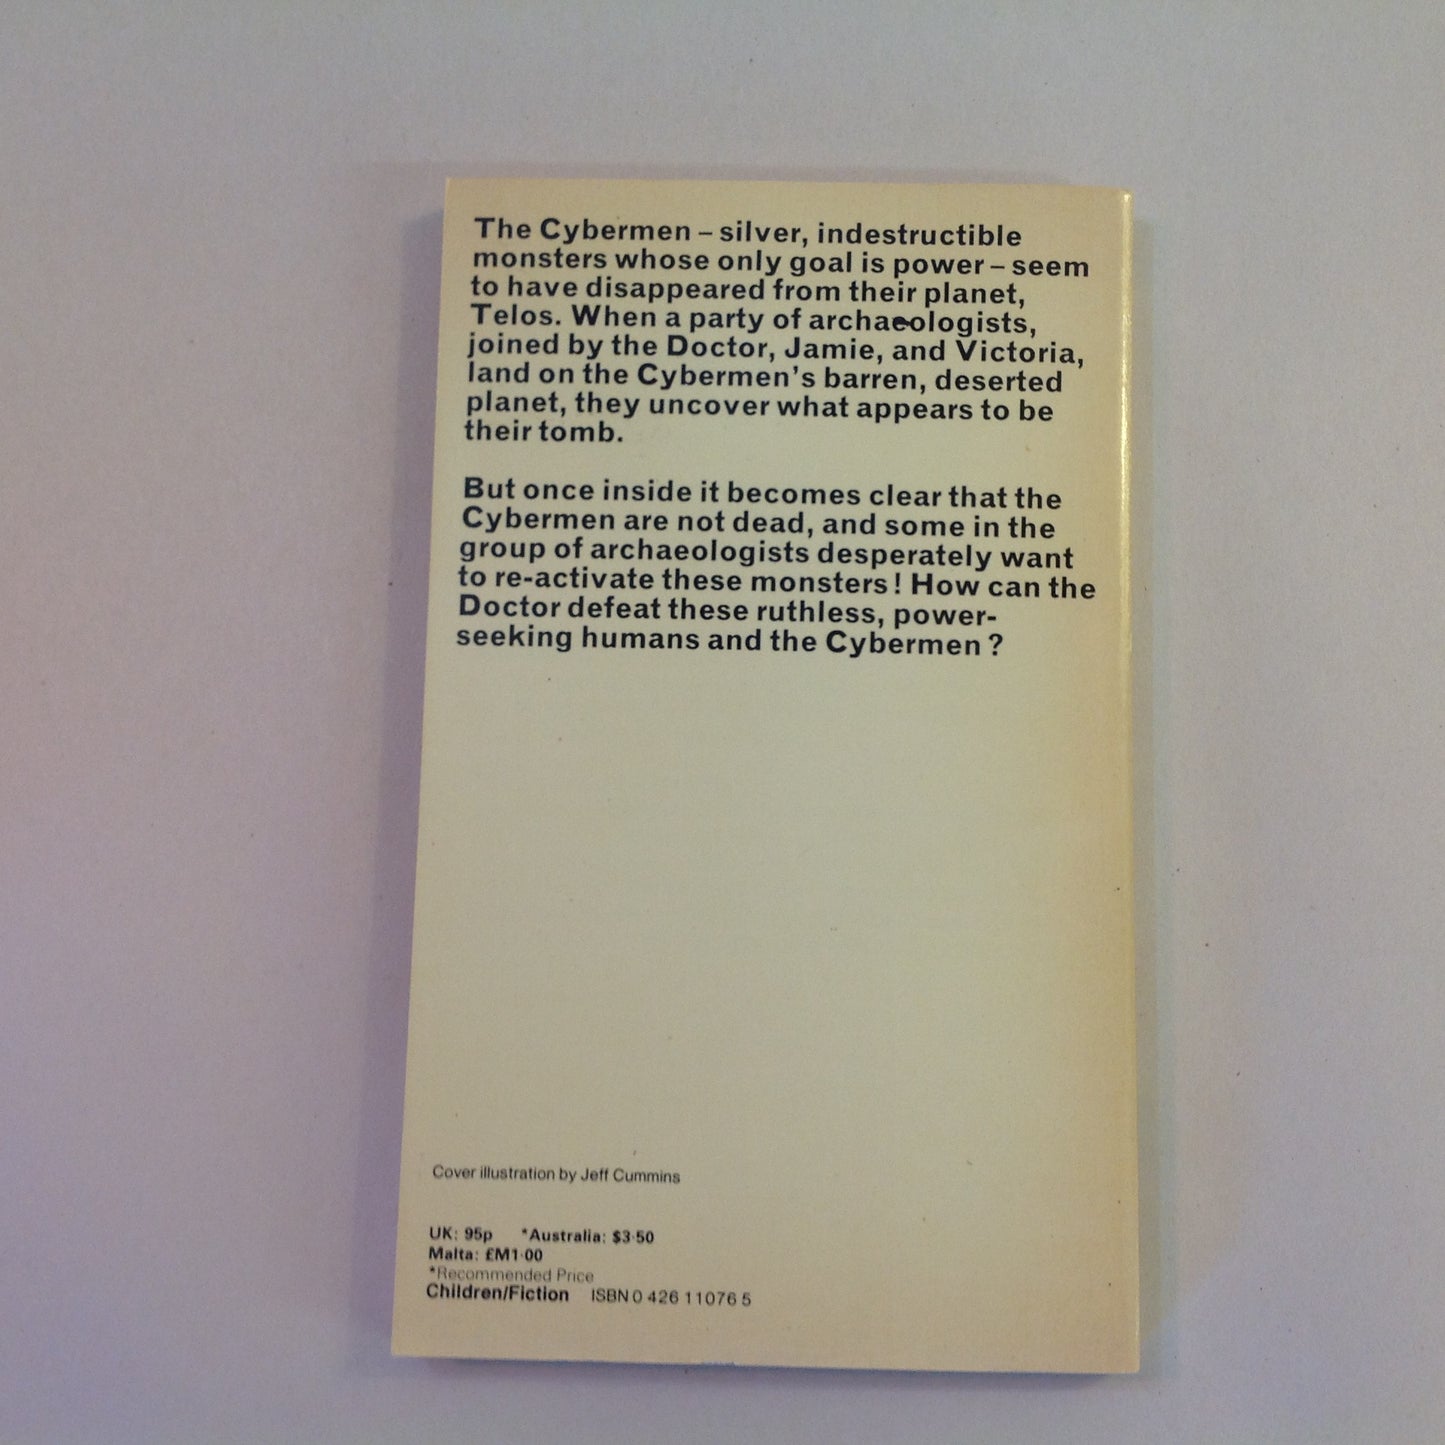 The Cybermen – silver, indestructible
monsters whose only goal is power – seem
to have disappeared from their planet,
Telos. When a party of archaeologists,
joined by the Doctor, Jamie, and Victoria,
land on the Cybermen's barren, deserted
planet, they uncover what appears to be
their tomb.
But once inside it becomes clear that the
Cybermen are not dead, and some in the
group of archaeologists desperately want
to re-activate these monsters! How can the
Doctor defeat these ruthless, power-
seeking humans and the Cybermen?
Cover illustration by Jeff Cummins
UK: 95p *Australia: $3·50
Malta: £M1·00
*Recommended Price
Children/Fiction ISBN 0 426 11076 5